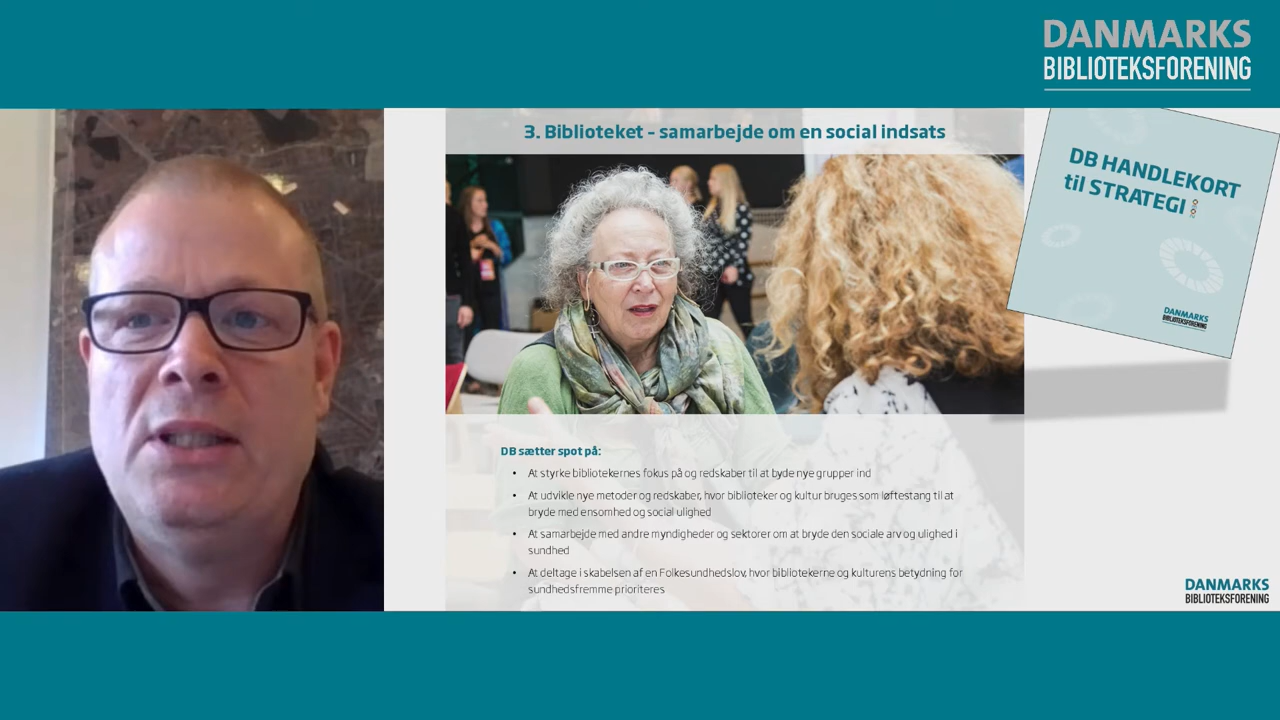 DANMARKS
BIBLIOTEKSFORENING
3. Biblioteket - samarbejde om en social indsats
DB HANDLEKORT
til STRATEGI
DANMARKS
BIBLIOTEKSFORENING
DB sætter spot på:
• At styrke bibliotekernes fokus på og redskaber til at byde nye grupper ind
• At udvikle nye metoder og redskaber, hvor biblioteker og kultur bruges som løftestang til at
bryde med ensomhed og social ulighed
• At samarbejde med andre myndigheder og sektorer om at bryde den sociale arv og ulighed i
sundhed
• At deltage i skabelsen af en Folkesundhedslov, hvor bibliotekerne og kulturens betydning for
sundhedsfremme prioriteres
DANMARKS
BIBLIOTEKSFORENING